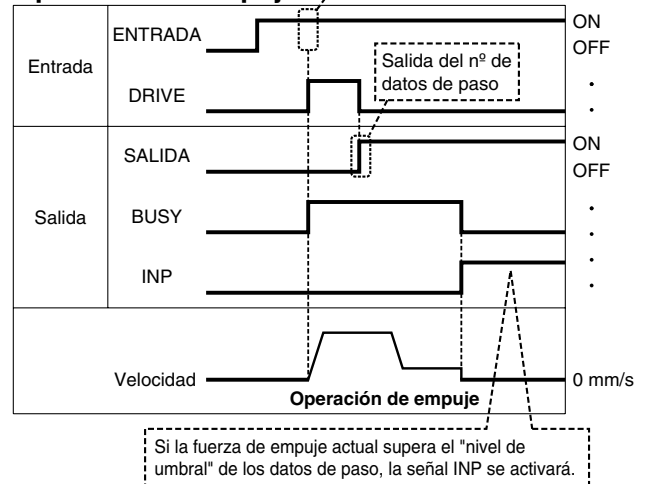 ENTRADA
ON
OFF
Entrada
Salida del nº de
datos de paso
DRIVE
SALIDA
ON
OFF
Salida
BUSY
INP
Velocidad
0 mm/s
Operación de empuje
Si la fuerza de empuje actual supera el "nivel de
umbral" de los datos de paso, la señal INP se activará.